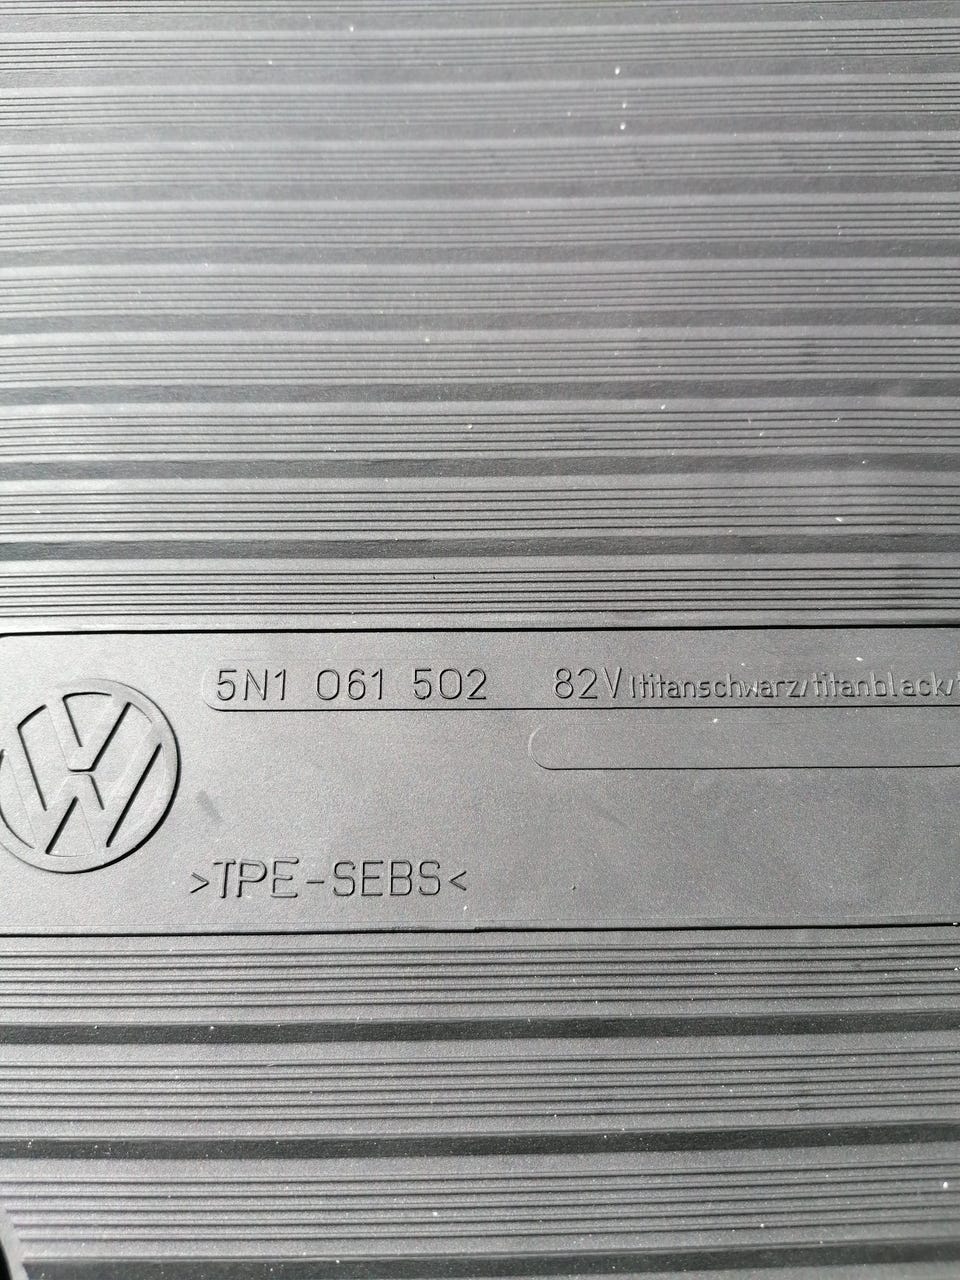 5N1 061 502 82V (titanschwarz/titanblack/
>TPE-SEBS<